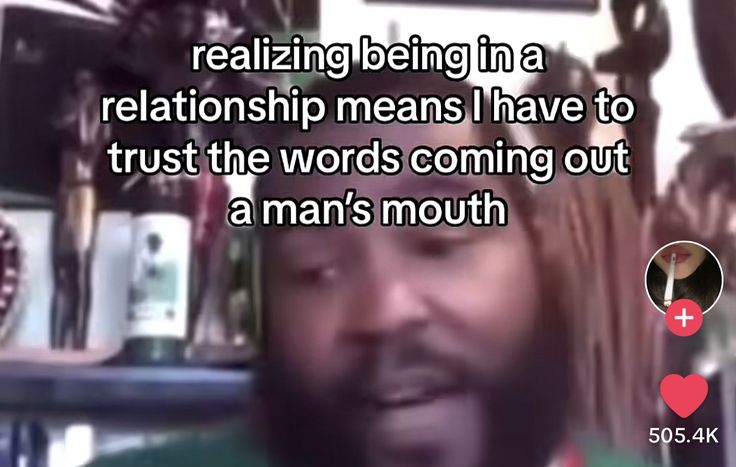 realizing being in a
relationship means I have to
trust the words coming out
a man's mouth
505.4K